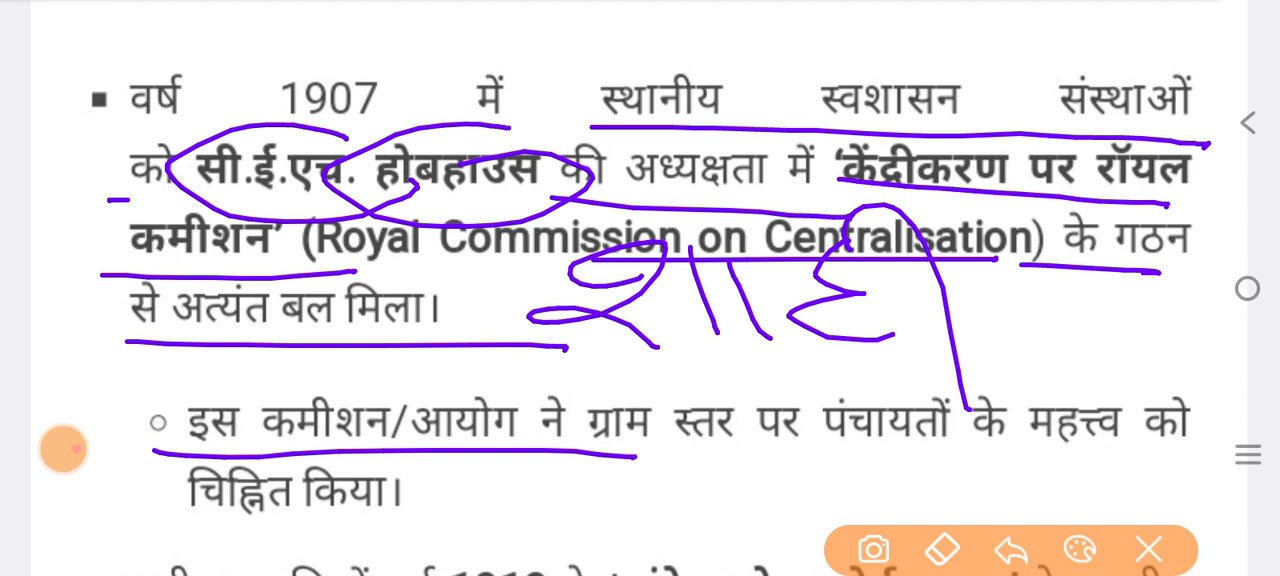 ▪ वर्ष 1907 में स्थानीय स्वशासन संस्थाओं
को सी.ई.एच. होबहाउस की अध्यक्षता में ‘केंद्रीकरण पर रॉयल
कमीशन’ (Royal Commission on Centralisation) के गठन
से अत्यंत बल मिला।
○ इस कमीशन/आयोग ने ग्राम स्तर पर पंचायतों के महत्त्व को
चिह्नित किया।